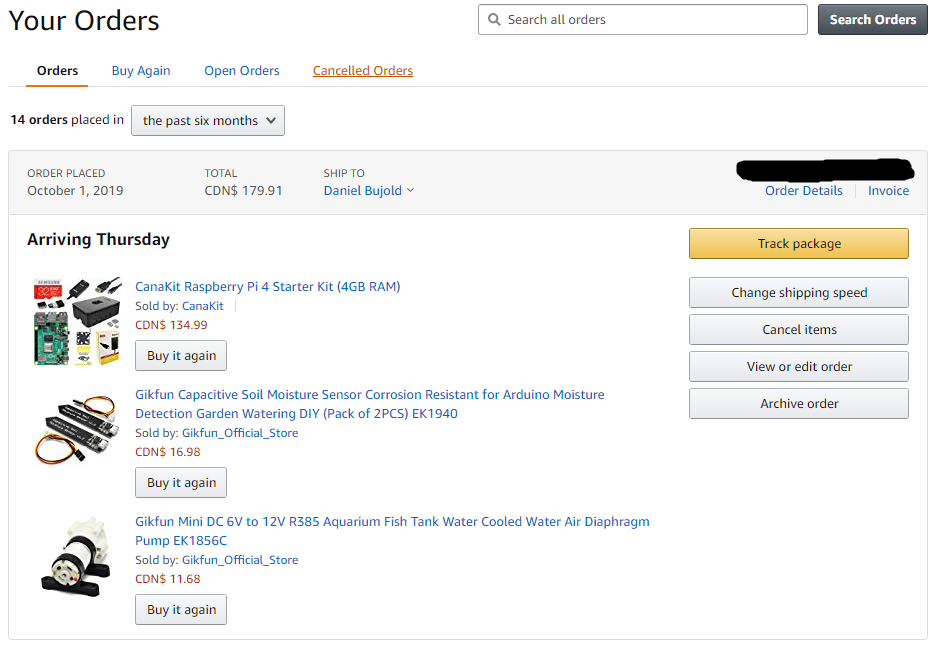 Your Orders
Search all orders
Search Orders
Orders
Buy Again
Open Orders
Cancelled Orders
14 orders placed in
the past six months
ORDER PLACED
October 1, 2019
TOTAL
CDN$ 179.91
SHIP TO
Daniel Bujold
Order Details
Invoice
Arriving Thursday
Track package
Change shipping speed
Cancel items
View or edit order
Archive order
SAMSUNG
32
CanaKit Raspberry Pi 4 Starter Kit (4GB RAM)
Sold by: CanaKit
CDN$ 134.99
Buy it again
Gikfun Capacitive Soil Moisture Sensor Corrosion Resistant for Arduino Moisture
Detection Garden Watering DIY (Pack of 2PCS) EK1940
Sold by: Gikfun_Official_Store
CDN$ 16.98
Buy it again
Gikfun Mini DC 6V to 12V R385 Aquarium Fish Tank Water Cooled Water Air Diaphragm
Pump EK1856C
Sold by: Gikfun_Official_Store
CDN$ 11.68
Buy it again